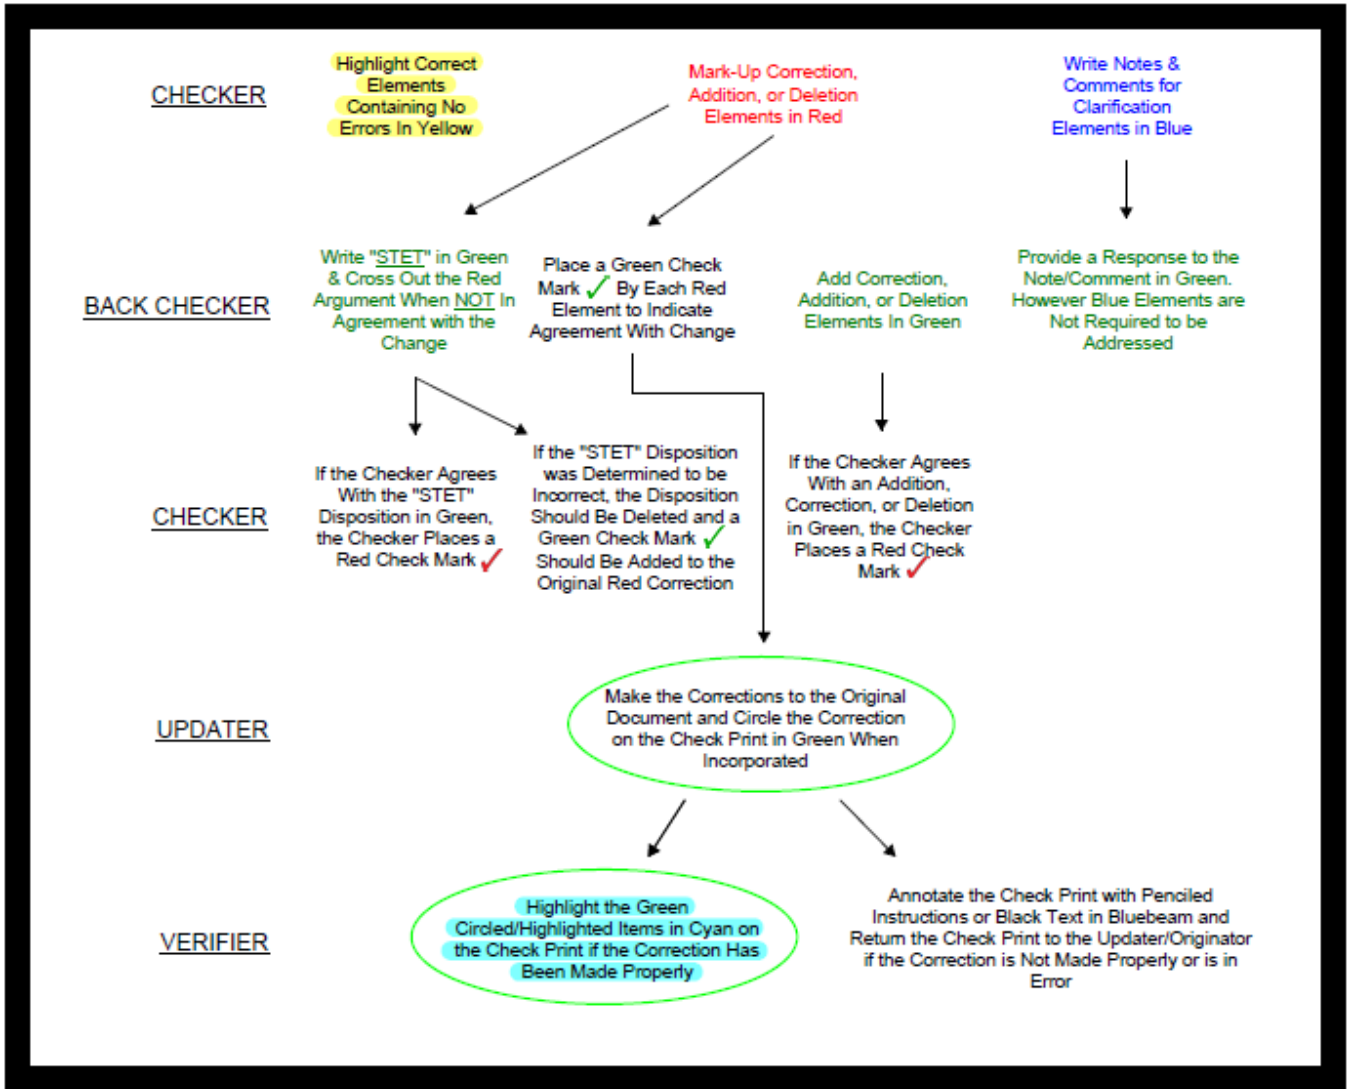 CHECKER
Highlight Correct
Elements
Containing No
Errors In Yellow
Mark-Up Correction,
Addition, or Deletion
Elements in Red
Write Notes &
Comments for
Clarification
Elements in Blue
BACK CHECKER
Write "STET" in Green
& Cross Out the Red
Argument When NOT In
Agreement with the
Change
Place a Green Check
Mark ✓ By Each Red
Element to Indicate
Agreement With Change
Add Correction,
Addition, or Deletion
Elements In Green
Provide a Response to the
Note/Comment in Green.
However Blue Elements are
Not Required to be
Addressed
CHECKER
If the Checker Agrees
With the "STET"
Disposition in Green,
the Checker Places a
Red Check Mark ✓
If the "STET" Disposition
was Determined to be
Incorrect, the Disposition
Should Be Deleted and a
Green Check Mark ✓
Should Be Added to the
Original Red Correction
If the Checker Agrees
With an Addition,
Correction, or Deletion
in Green, the Checker
Places a Red Check
Mark ✓
UPDATER
Make the Corrections to the Original
Document and Circle the Correction
on the Check Print in Green When
Incorporated
VERIFIER
Highlight the Green
Circled/Highlighted Items in Cyan on
the Check Print if the Correction Has
Been Made Properly
Annotate the Check Print with Penciled
Instructions or Black Text in Bluebeam and
Return the Check Print to the Updater/Originator
if the Correction is Not Made Properly or is in
Error